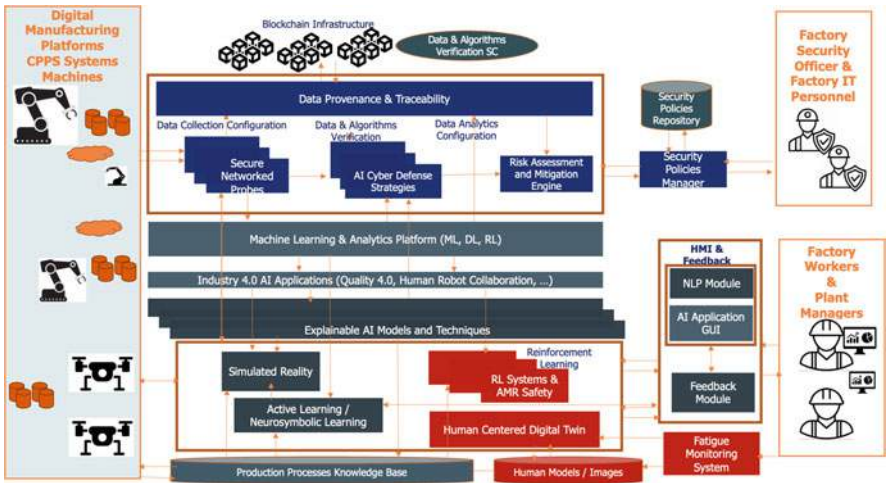 Digital
Manufacturing
Platforms
CPPS Systems
Machines
Blockchain Infrastructure
Data & Algorithms
Verification SC
Factory
Security
Officer &
Factory IT
Personnel
Data Provenance & Traceability
Security
Policies
Repository
Data Collection Configuration
Data & Algorithms
Verification
Data Analytics
Configuration
Secure
Networked
Probes
AI Cyber Defense
Strategies
Risk Assessment
and Mitigation
Engine
Security
Policies
Manager
Machine Learning & Analytics Platform (ML, DL, RL)
Industry 4.0 AI Applications (Quality 4.0, Human Robot Collaboration, ...)
Explainable AI Models and Techniques
HMI &
Feedback
NLP Module
AI Application
GUI
Feedback
Module
Factory
Workers
&
Plant
Managers
Simulated Reality
Reinforcement
Learning
RL Systems &
AMR Safety
Active Learning /
Neurosymbolic Learning
Human Centered Digital Twin
Fatigue
Monitoring
System
Production Processes Knowledge Base
Human Models / Images